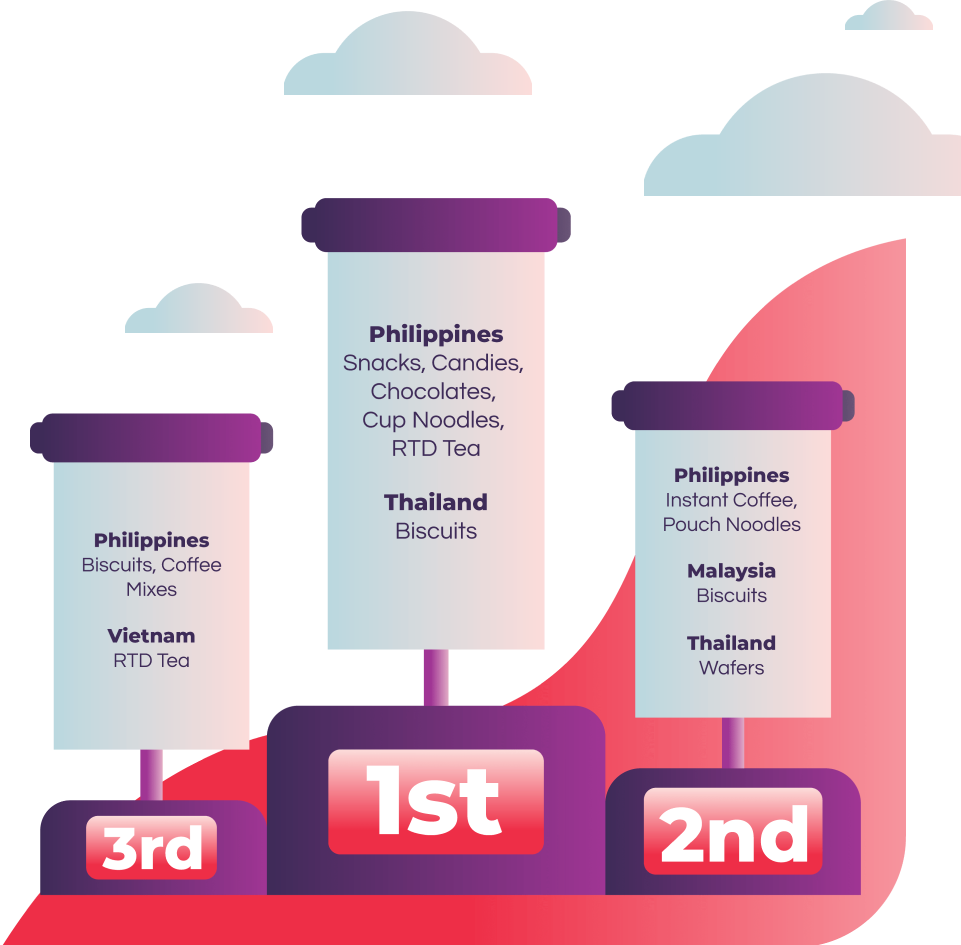 Philippines
Snacks, Candies,
Chocolates,
Cup Noodles,
RTD Tea
Thailand
Biscuits
1st
Philippines
Instant Coffee,
Pouch Noodles
Malaysia
Biscuits
Thailand
Wafers
2nd
Philippines
Biscuits, Coffee
Mixes
Vietnam
RTD Tea
3rd